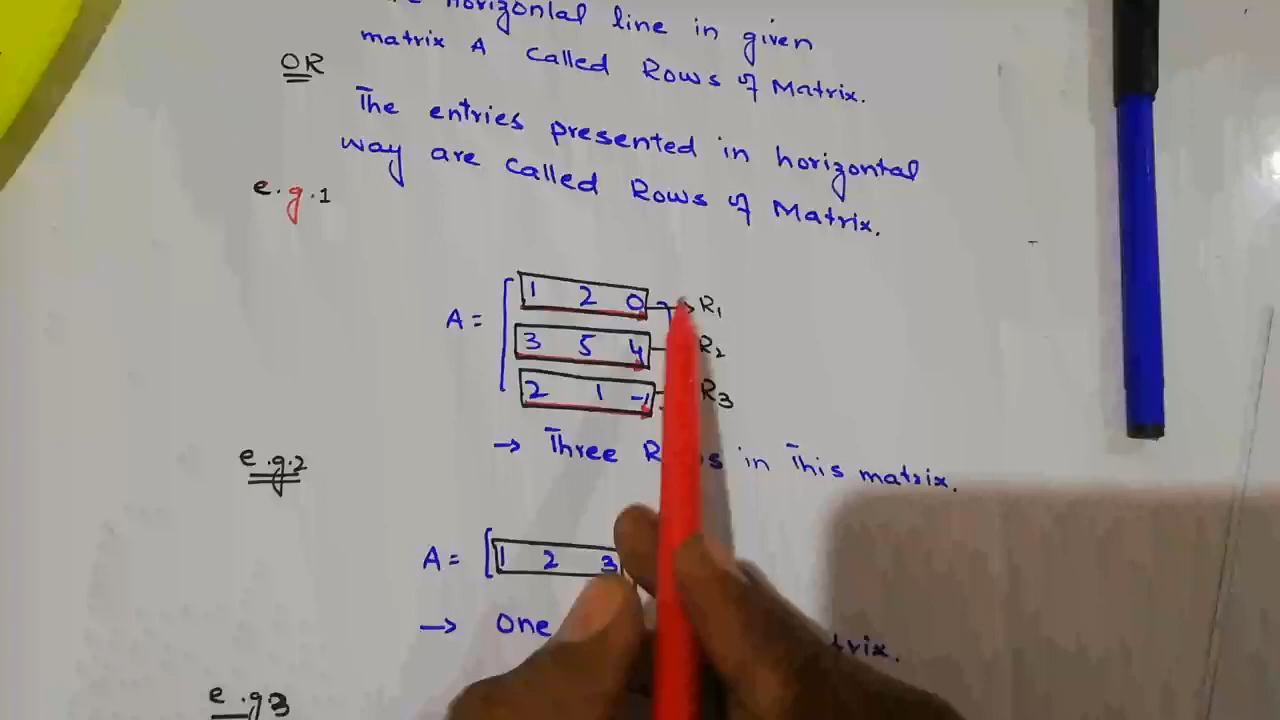 horizontal line in given
matrix A called Rows of Matrix.
OR
The entries presented in horizontal
way are called Rows of Matrix.
e.g.1
A = [1 2 0 → R1
3 5 4 R2
2 1 -1 R3
→ Three in This matrix.
e.g.2
A = [1 2 3
→ One
e.g3